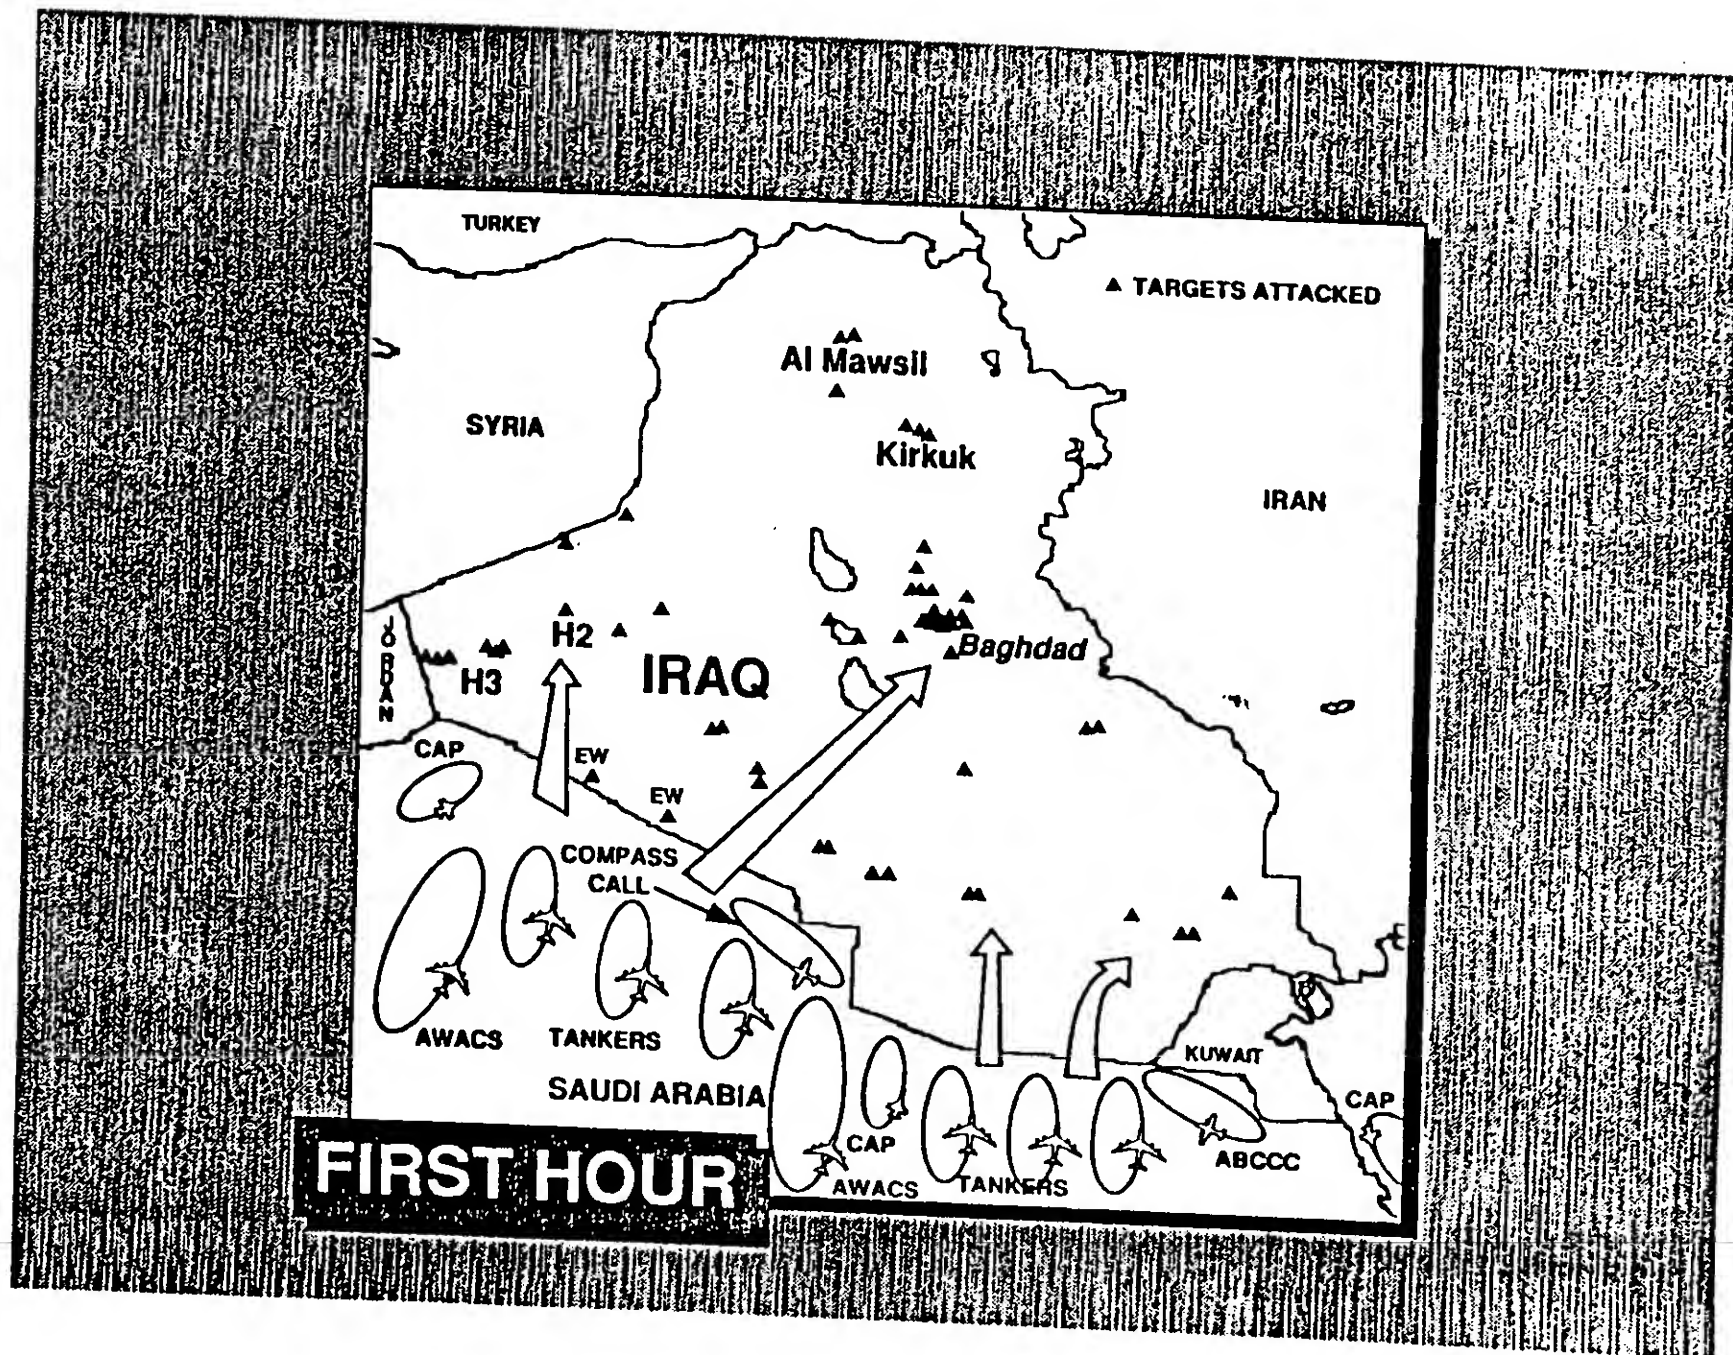 TURKEY
▲ TARGETS ATTACKED
Al Mawsil
SYRIA
Kirkuk
IRAN
JORDAN
H2
Baghdad
H3
IRAQ
CAP
EW
EW
COMPASS
CALL
AWACS
TANKERS
SAUDI ARABIA
KUWAIT
CAP
CAP
ABCCC
AWACS
TANKERS
FIRST HOUR